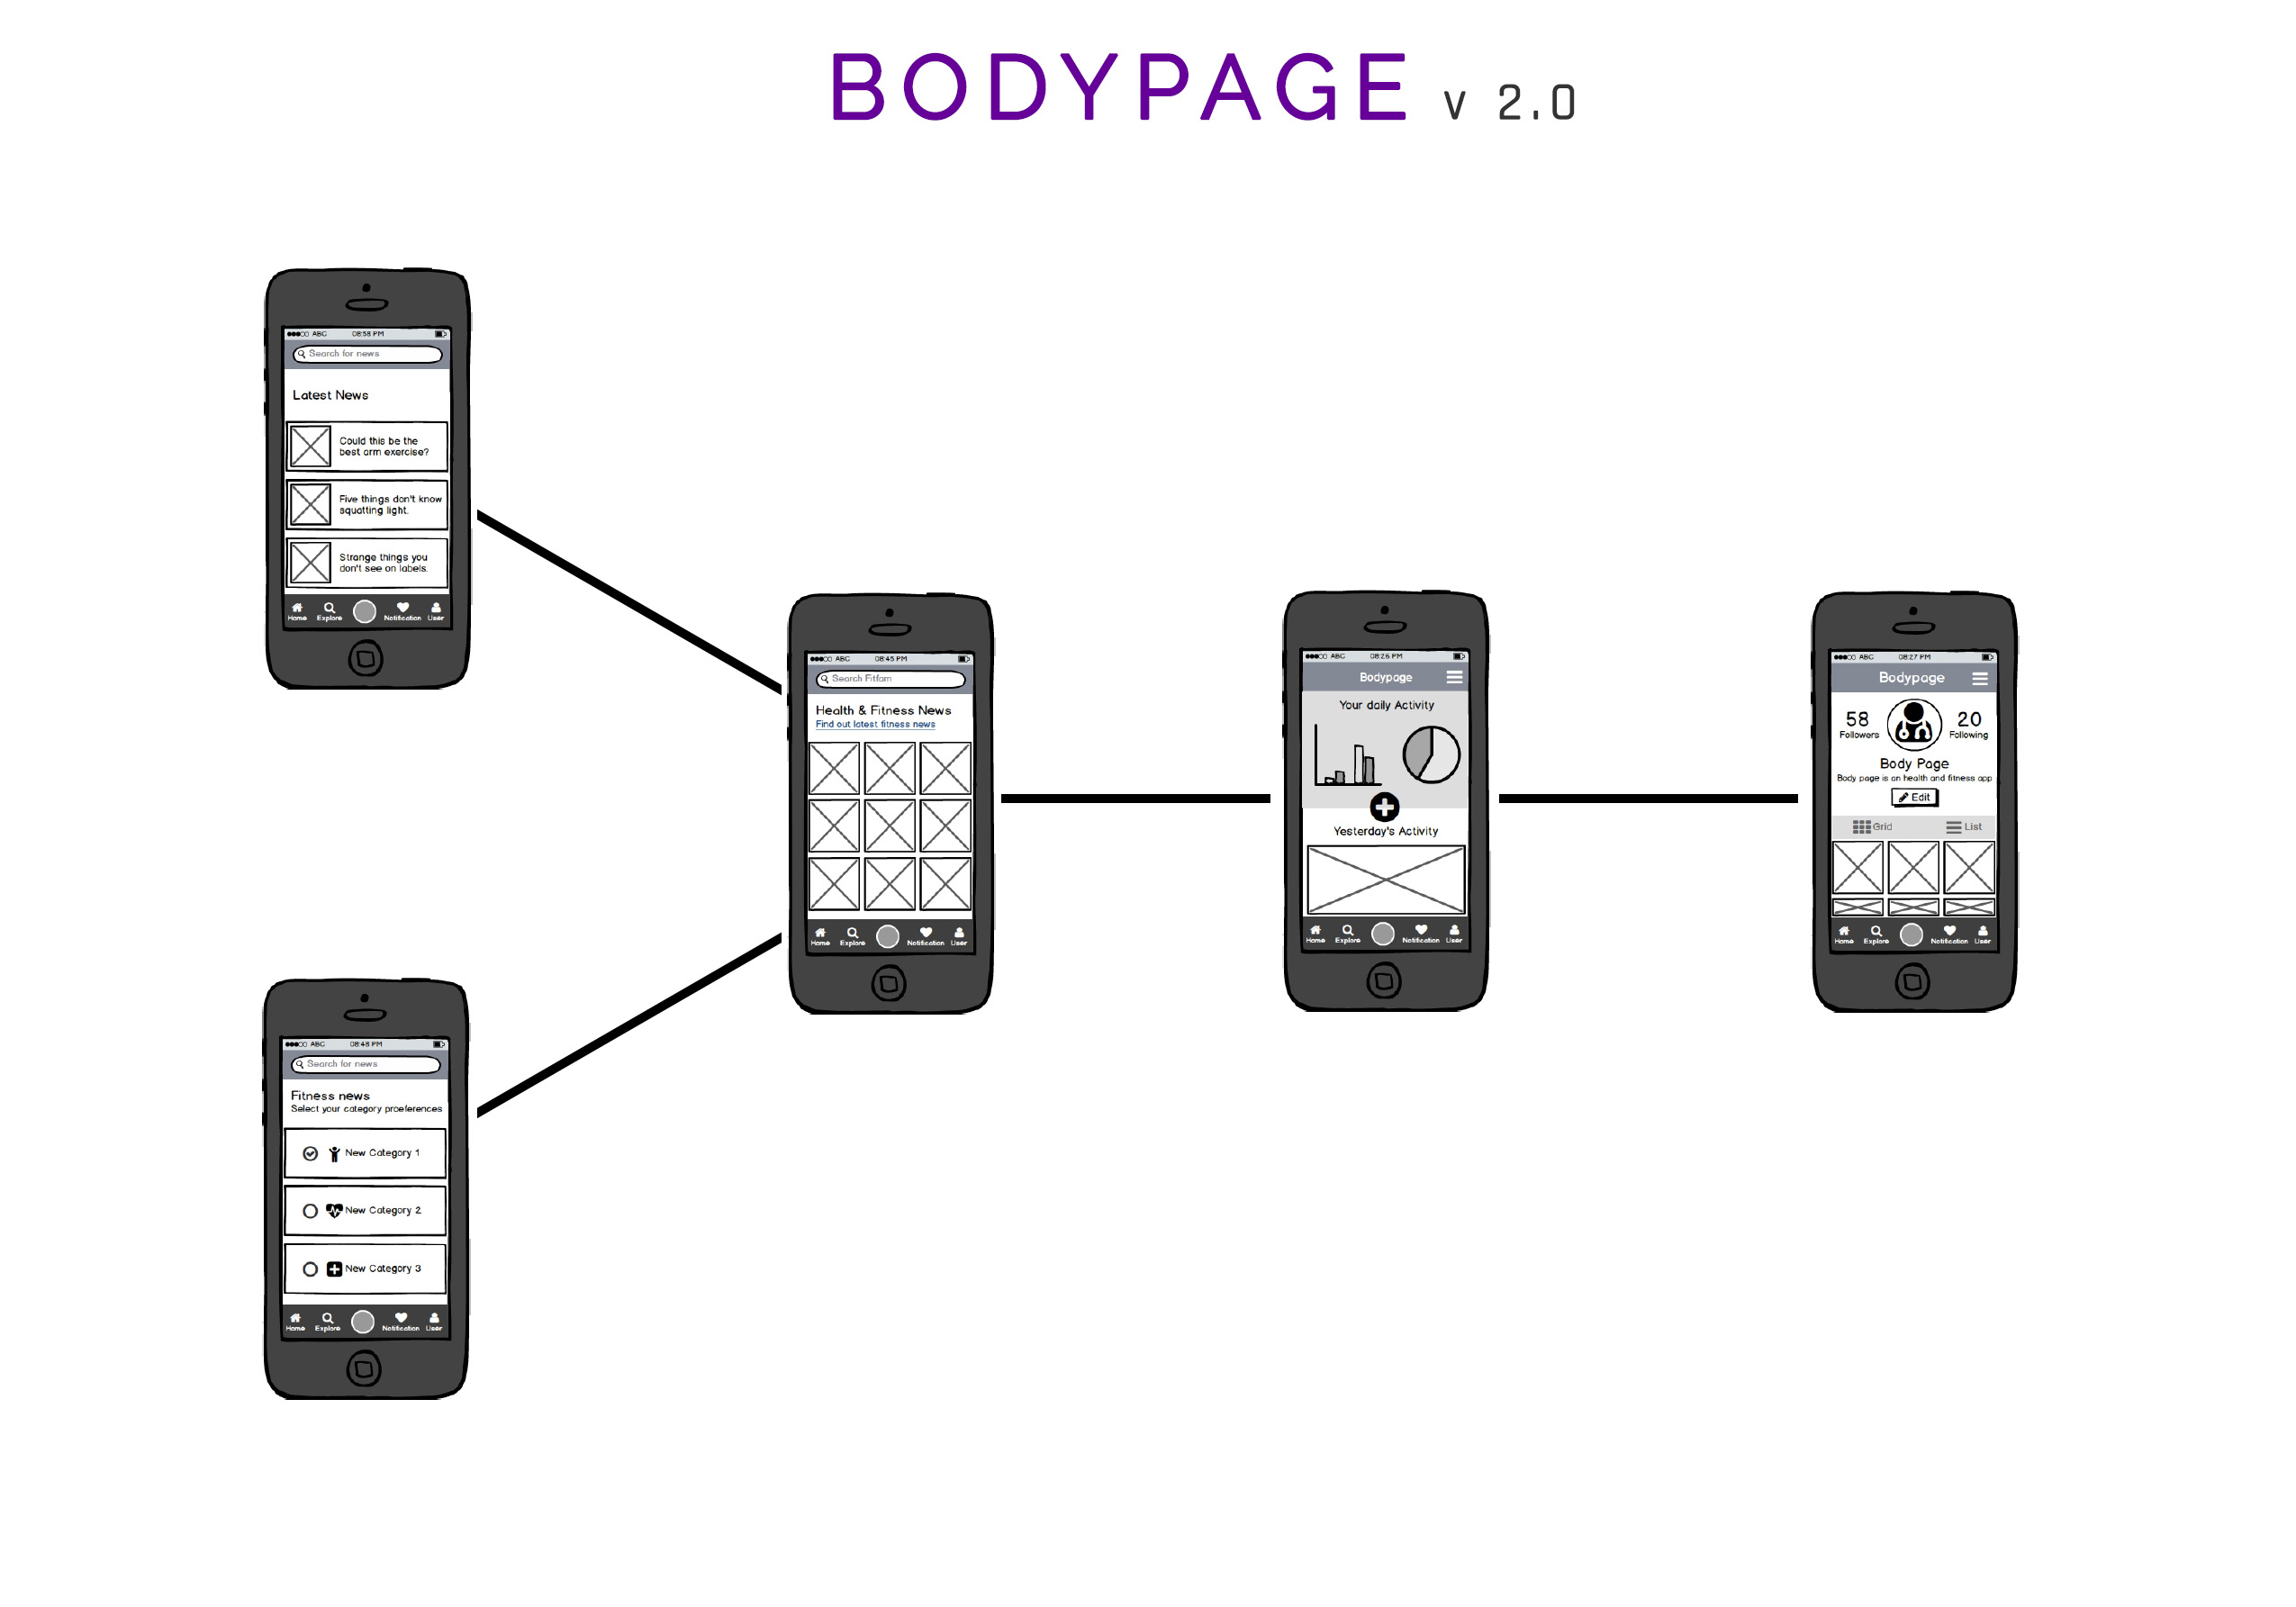 BODYPAGE v 2.0
ABC 08:58 PM
Search for news
Latest News
Could this be the
best arm exercise?
Five things don't know
squatting light.
Strange things you
don't see on labels.
Home Explore Notification User
ABC 08:48 PM
Search for news
Fitness news
Select your category proeferences
New Category 1
New Category 2
New Category 3
Home Explore Notification User
ABC 08:45 PM
Search Fitfam
Health & Fitness News
Find out latest fitness news
Home Explore Notification User
ABC 08:26 PM
Bodypage
Your daily Activity
Yesterday's Activity
Home Explore Notification User
ABC 08:27 PM
Bodypage
58 20
Followers Following
Body Page
Body page is an health and fitness app
Edit
Grid List
Home Explore Notification User